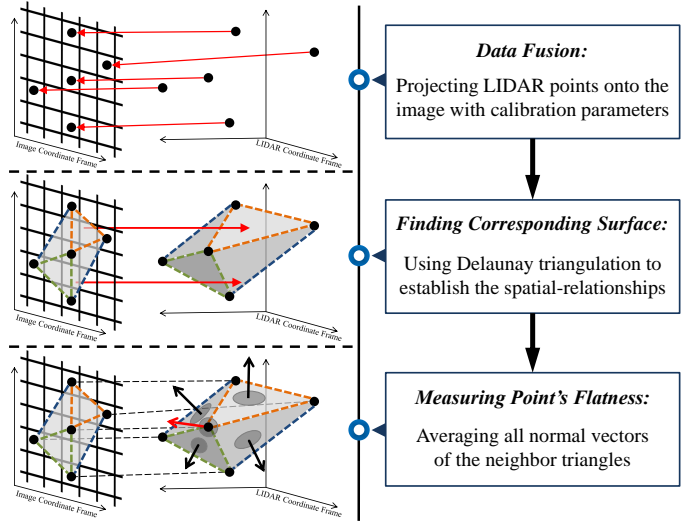 Image Coordinate Frame
LIDAR Coordinate Frame
Data Fusion:
Projecting LIDAR points onto the
image with calibration parameters
Image Coordinate Frame
LIDAR Coordinate Frame
Finding Corresponding Surface:
Using Delaunay triangulation to
establish the spatial-relationships
Image Coordinate Frame
LIDAR Coordinate Frame
Measuring Point's Flatness:
Averaging all normal vectors
of the neighbor triangles